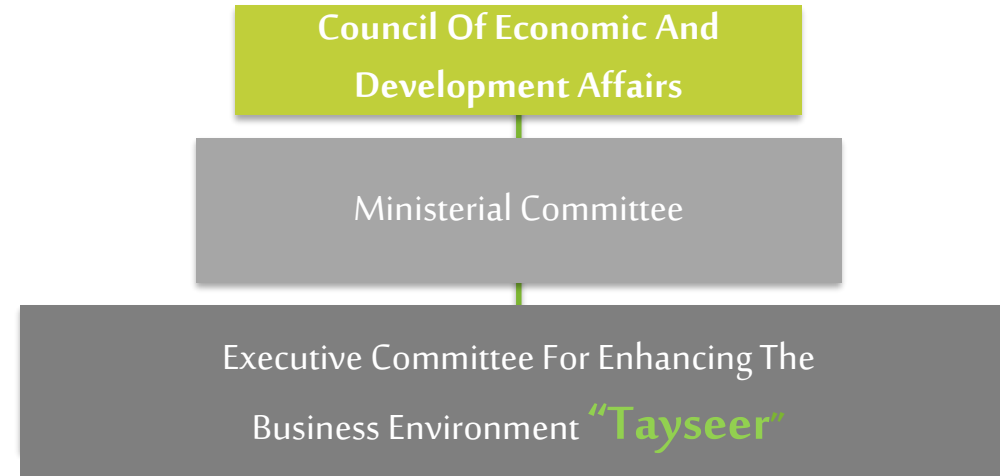 Council Of Economic And
Development Affairs
Ministerial Committee
Executive Committee For Enhancing The
Business Environment “Tayseer”